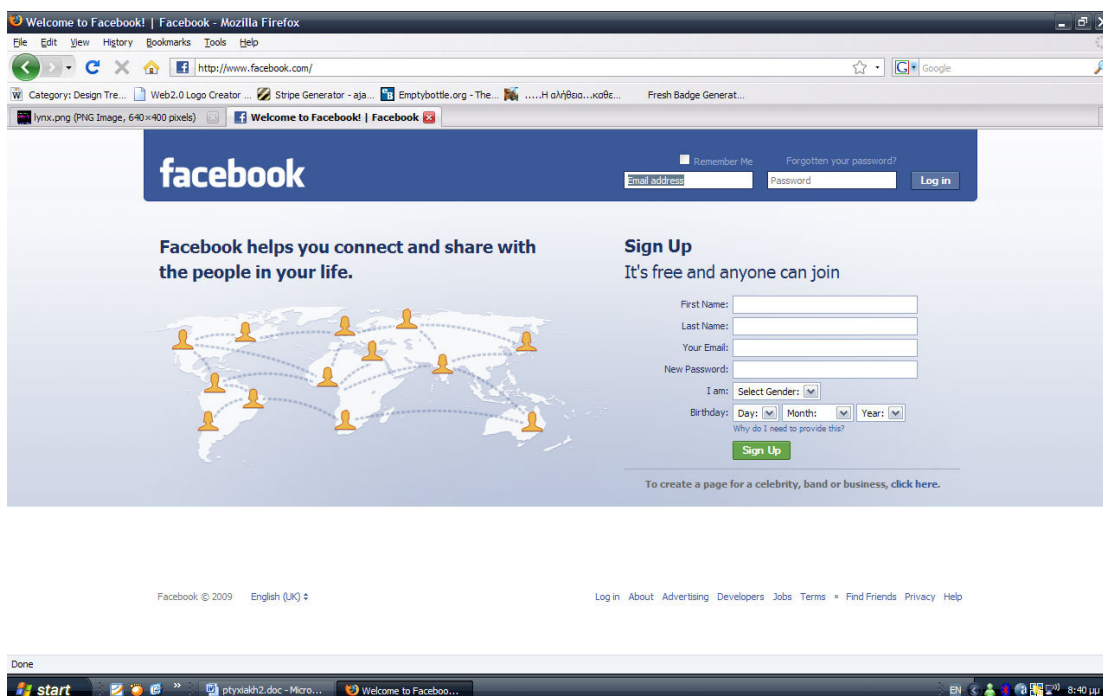 Welcome to Facebook! | Facebook - Mozilla Firefox
File Edit View History Bookmarks Tools Help
http://www.facebook.com/ Google
Category: Design Tre... Web2.0 Logo Creator ... Stripe Generator - aja... Emptybottle.org - The... .....Η αλήθεια...καθε... Fresh Badge Generat...
lynx.png (PNG Image, 640×400 pixels) Welcome to Facebook! | Facebook
facebook
Remember Me Forgotten your password?
Email address Password Log in
Facebook helps you connect and share with
the people in your life.
Sign Up
It's free and anyone can join
First Name:
Last Name:
Your Email:
New Password:
I am: Select Gender:
Birthday: Day: Month: Year:
Why do I need to provide this?
Sign Up
To create a page for a celebrity, band or business, click here.
Facebook © 2009 English (UK) Log in About Advertising Developers Jobs Terms Find Friends Privacy Help
Done
start ptyxiakh2.doc - Micro... Welcome to Faceboo... EN 8:40 μμ